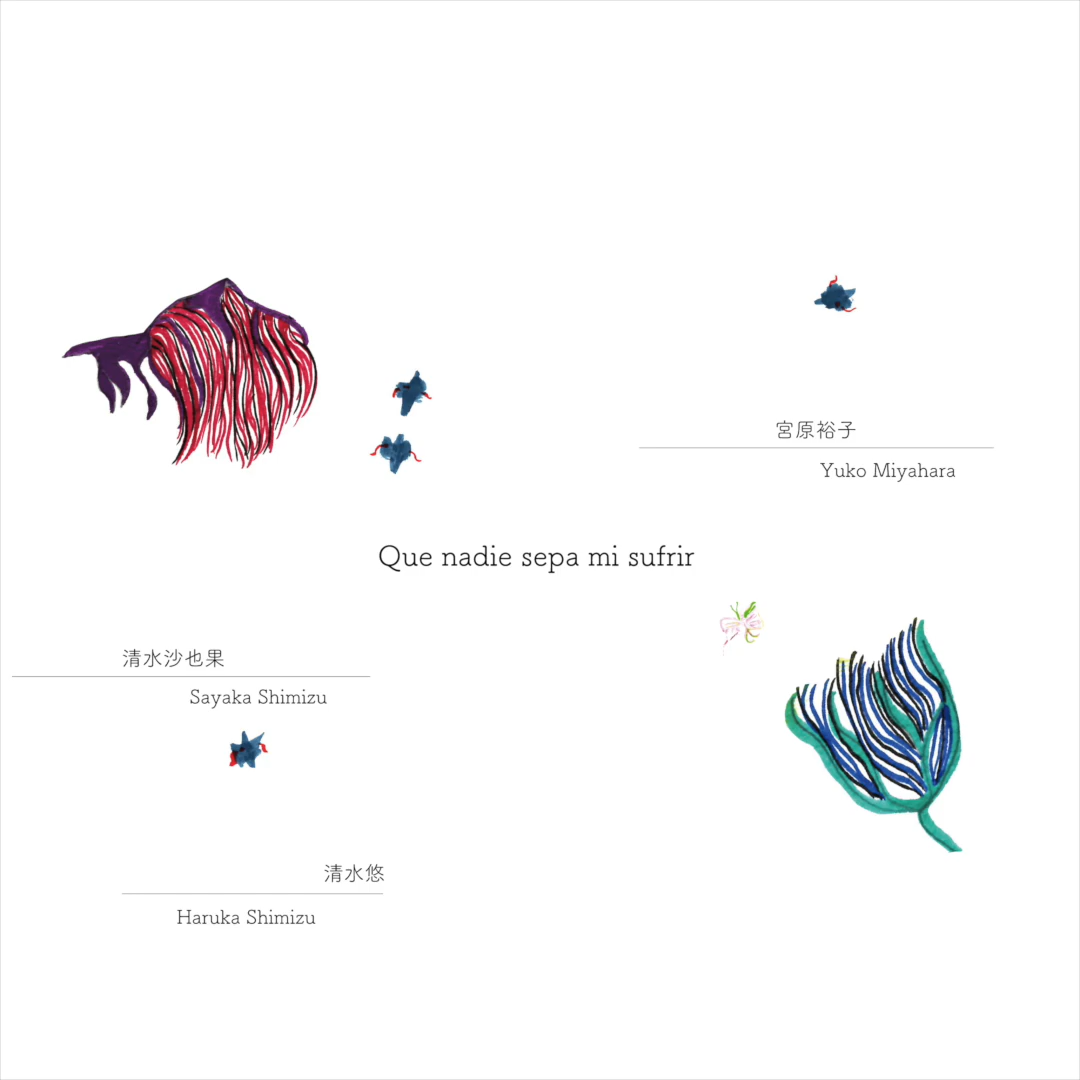 宮原裕子
Yuko Miyahara
Que nadie sepa mi sufrir
清水沙也果
Sayaka Shimizu
清水悠
Haruka Shimizu